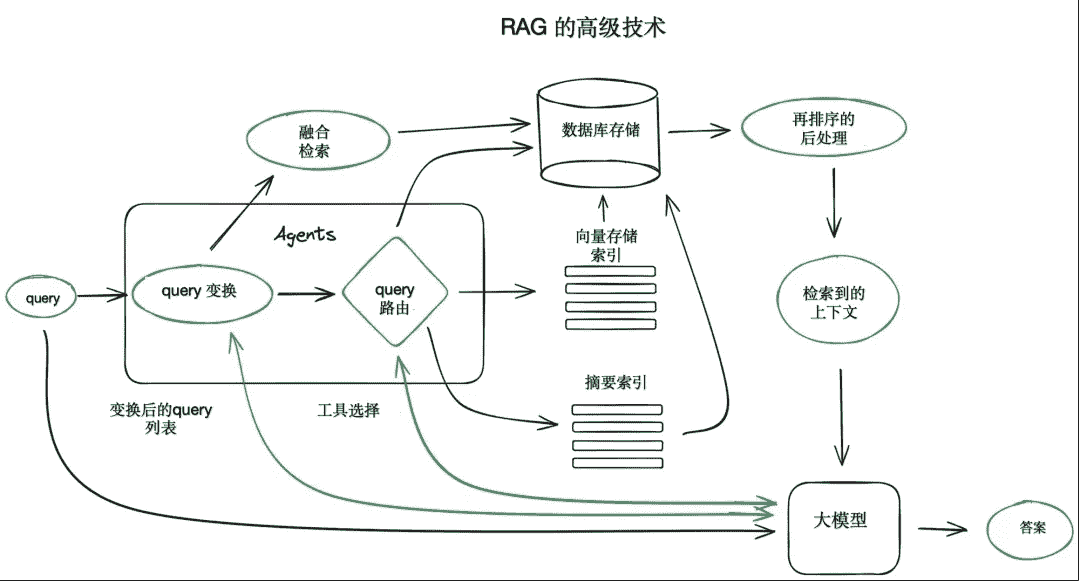 RAG 的高级技术
融合
检索
数据库存储
再排序的
后处理
Agents
query
query 变换
query
路由
向量存储
索引
检索到的
上下文
变换后的query
列表
工具选择
摘要索引
大模型
答案